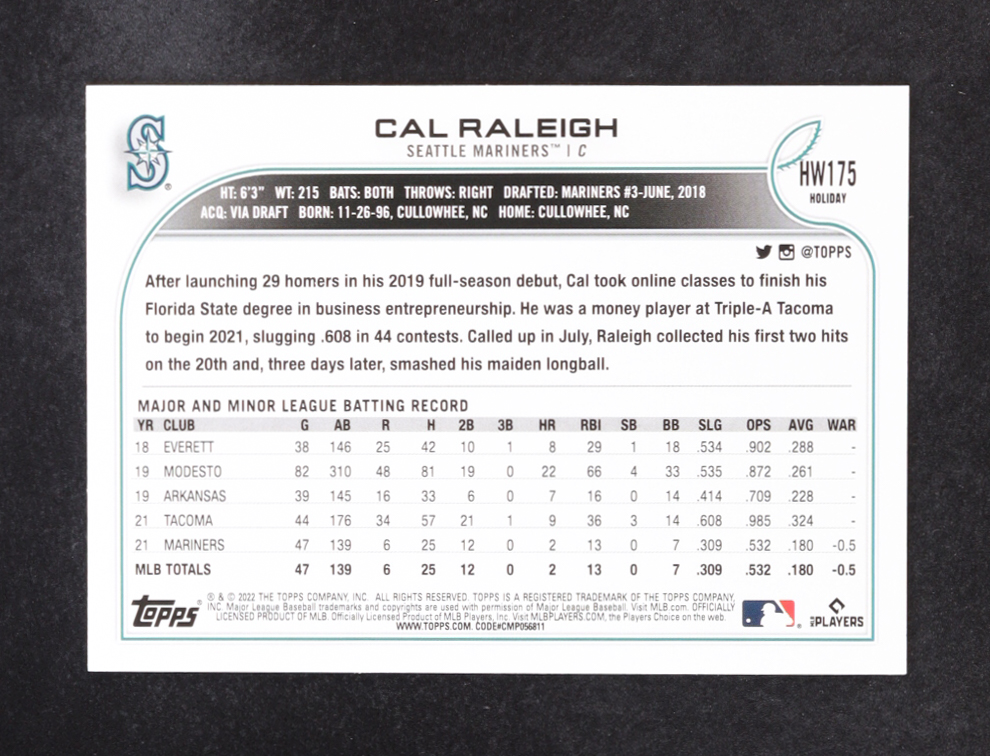 S
CAL RALEIGH
SEATTLE MARINERS™ | C
HW175
HOLIDAY
HT: 6'3" WT: 215 BATS: BOTH THROWS: RIGHT DRAFTED: MARINERS #3-JUNE, 2018
ACQ: VIA DRAFT BORN: 11-26-96, CULLOWHEE, NC HOME: CULLOWHEE, NC
@TOPPS
After launching 29 homers in his 2019 full-season debut, Cal took online classes to finish his
Florida State degree in business entrepreneurship. He was a money player at Triple-A Tacoma
to begin 2021, slugging .608 in 44 contests. Called up in July, Raleigh collected his first two hits
on the 20th and, three days later, smashed his maiden longball.
MAJOR AND MINOR LEAGUE BATTING RECORD
YR CLUB G AB R H 2B 3B HR RBI SB BB SLG OPS AVG WAR
18 EVERETT 38 146 25 42 10 1 8 29 1 18 .534 .902 .288 -
19 MODESTO 82 310 48 81 19 0 22 66 4 33 .535 .872 .261 -
19 ARKANSAS 39 145 16 33 6 0 7 16 0 14 .414 .709 .228 -
21 TACOMA 44 176 34 57 21 1 9 36 3 14 .608 .985 .324 -
21 MARINERS 47 139 6 25 12 0 2 13 0 7 .309 .532 .180 -0.5
MLB TOTALS 47 139 6 25 12 0 2 13 0 7 .309 .532 .180 -0.5
Topps®
® & © 2022 THE TOPPS COMPANY, INC. ALL RIGHTS RESERVED. TOPPS IS A REGISTERED TRADEMARK OF THE TOPPS COMPANY,
INC. Major League Baseball trademarks and copyrights are used with permission of Major League Baseball. Visit MLB.com. OFFICIALLY
LICENSED PRODUCT OF MLB. Officially Licensed Product of MLB Players, Inc. Visit MLBPLAYERS.COM, the Players Choice on the web.
WWW.TOPPS.COM. CODE#CMP056811
MLB PLAYERS